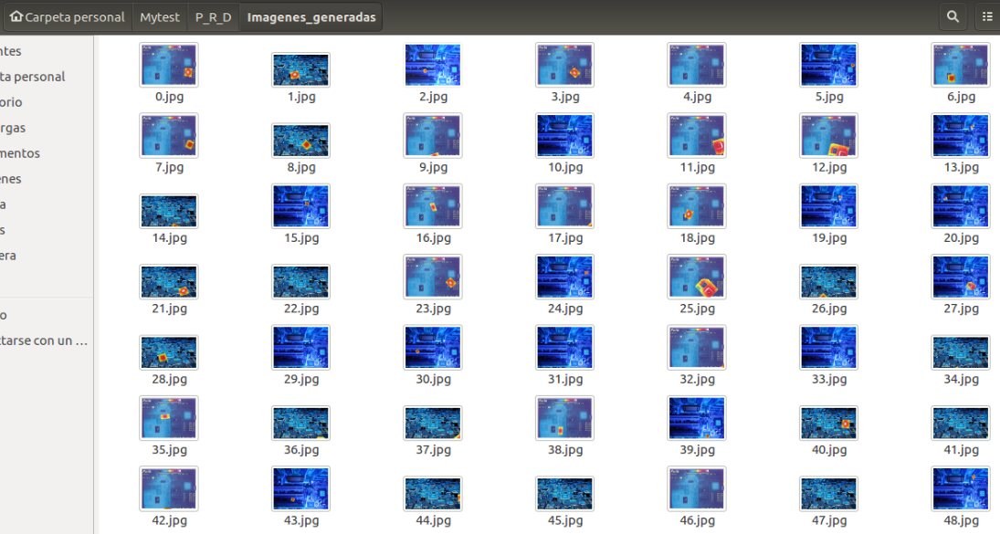 Carpeta personal Mytest P_R_D Imagenes_generadas
ntes
ta personal
orio
rgas
mentos
enes
a
s
era
o
tarse con un ...
0.jpg 1.jpg 2.jpg 3.jpg 4.jpg 5.jpg 6.jpg
7.jpg 8.jpg 9.jpg 10.jpg 11.jpg 12.jpg 13.jpg
14.jpg 15.jpg 16.jpg 17.jpg 18.jpg 19.jpg 20.jpg
21.jpg 22.jpg 23.jpg 24.jpg 25.jpg 26.jpg 27.jpg
28.jpg 29.jpg 30.jpg 31.jpg 32.jpg 33.jpg 34.jpg
35.jpg 36.jpg 37.jpg 38.jpg 39.jpg 40.jpg 41.jpg
42.jpg 43.jpg 44.jpg 45.jpg 46.jpg 47.jpg 48.jpg